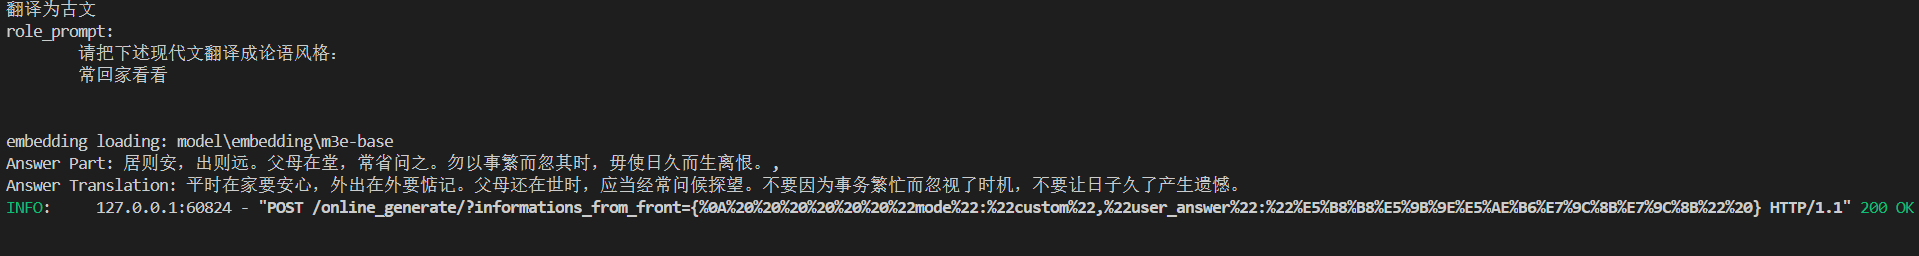 翻译为古文
role_prompt:
请把下述现代文翻译成论语风格:
常回家看看
embedding loading: model\embedding\m3e-base
Answer Part: 居则安，出则远。父母在堂，常省问之。勿以事繁而忽其时，毋使日久而生离恨。,
Answer Translation: 平时在家要安心，外出在外要惦记。父母还在世时，应当经常问候探望。不要因为事务繁忙而忽视了时机，不要让日子久了产生遗憾。
INFO:     127.0.0.1:60824 - "POST /online_generate/?informations_from_front={%0A%20%20%20%20%20%20%22mode%22:%22custom%22,%22user_answer%22:%22%E5%B8%B8%E5%9B%9E%E5%AE%B6%E7%9C%8B%E7%9C%8B%22%20} HTTP/1.1" 200 OK